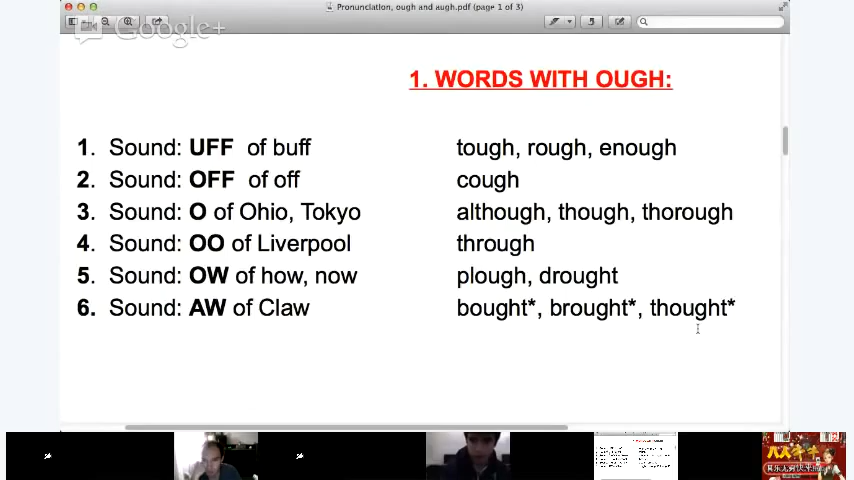 Pronunciation, ough and augh.pdf (page 1 of 3)
Google+
1. WORDS WITH OUGH:
1. Sound: UFF of buff tough, rough, enough
2. Sound: OFF of off cough
3. Sound: O of Ohio, Tokyo although, though, thorough
4. Sound: OO of Liverpool through
5. Sound: OW of how, now plough, drought
6. Sound: AW of Claw bought*, brought*, thought*